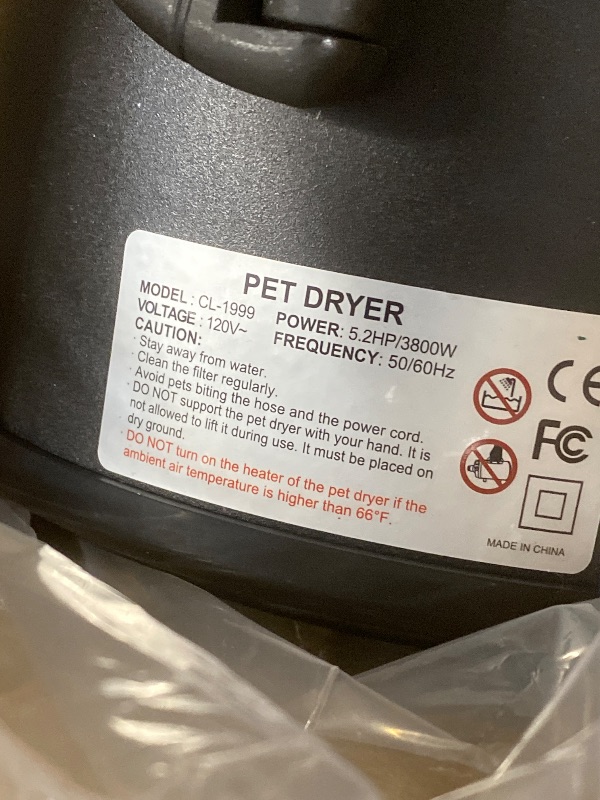 PET DRYER
MODEL : CL-1999 POWER: 5.2HP/3800W
VOLTAGE : 120V~ FREQUENCY: 50/60Hz
CAUTION:
· Stay away from water.
· Clean the filter regularly.
· Avoid pets biting the hose and the power cord.
· DO NOT support the pet dryer with your hand. It is
not allowed to lift it during use. It must be placed on
dry ground.
· DO NOT turn on the heater of the pet dryer if the
ambient air temperature is higher than 66°F.
CE
FC
MADE IN CHINA